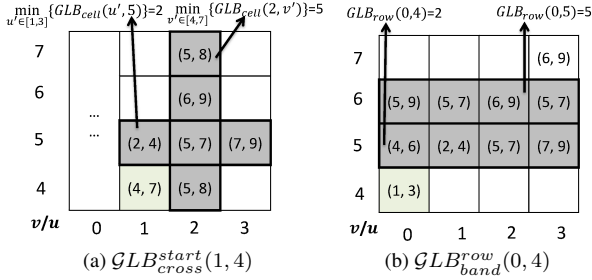 min u′∈[1,3] {GLB_cell(u′,5)}=2 min v′∈[4,7] {GLB_cell(2, v′)}=5 GLB_row(0,4)=2 GLB_row(0,5)=5
7 (5, 8)
6 (6, 9)
...
...
5 (2, 4) (5, 7) (7, 9)
4 (4, 7) (5, 8)
v/u 0 1 2 3
(a) 𝒢LB^start_cross(1, 4)
7 (6, 9)
6 (5, 9) (5, 7) (6, 9) (5, 7)
5 (4, 6) (2, 4) (5, 7) (7, 9)
4 (1, 3)
v/u 0 1 2 3
(b) 𝒢LB^row_band(0, 4)